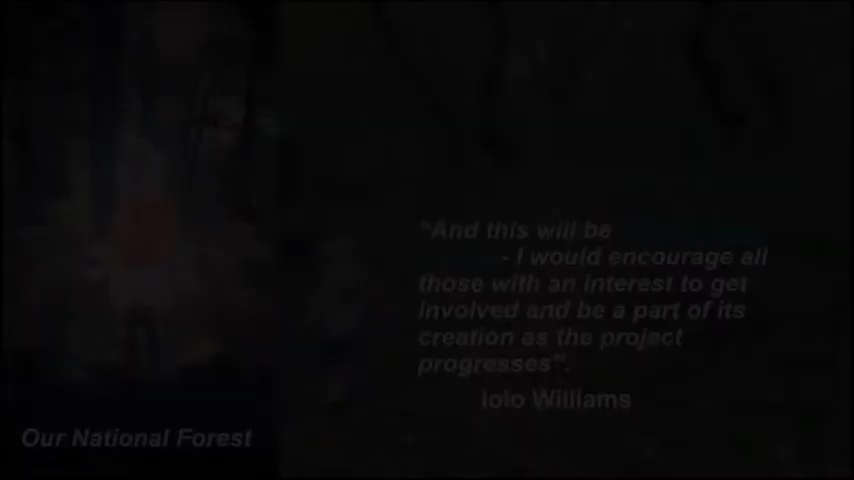 "And this will be
- I would encourage all
those with an interest to get
involved and be a part of its
creation as the project
progresses".
Iolo Williams
Our National Forest